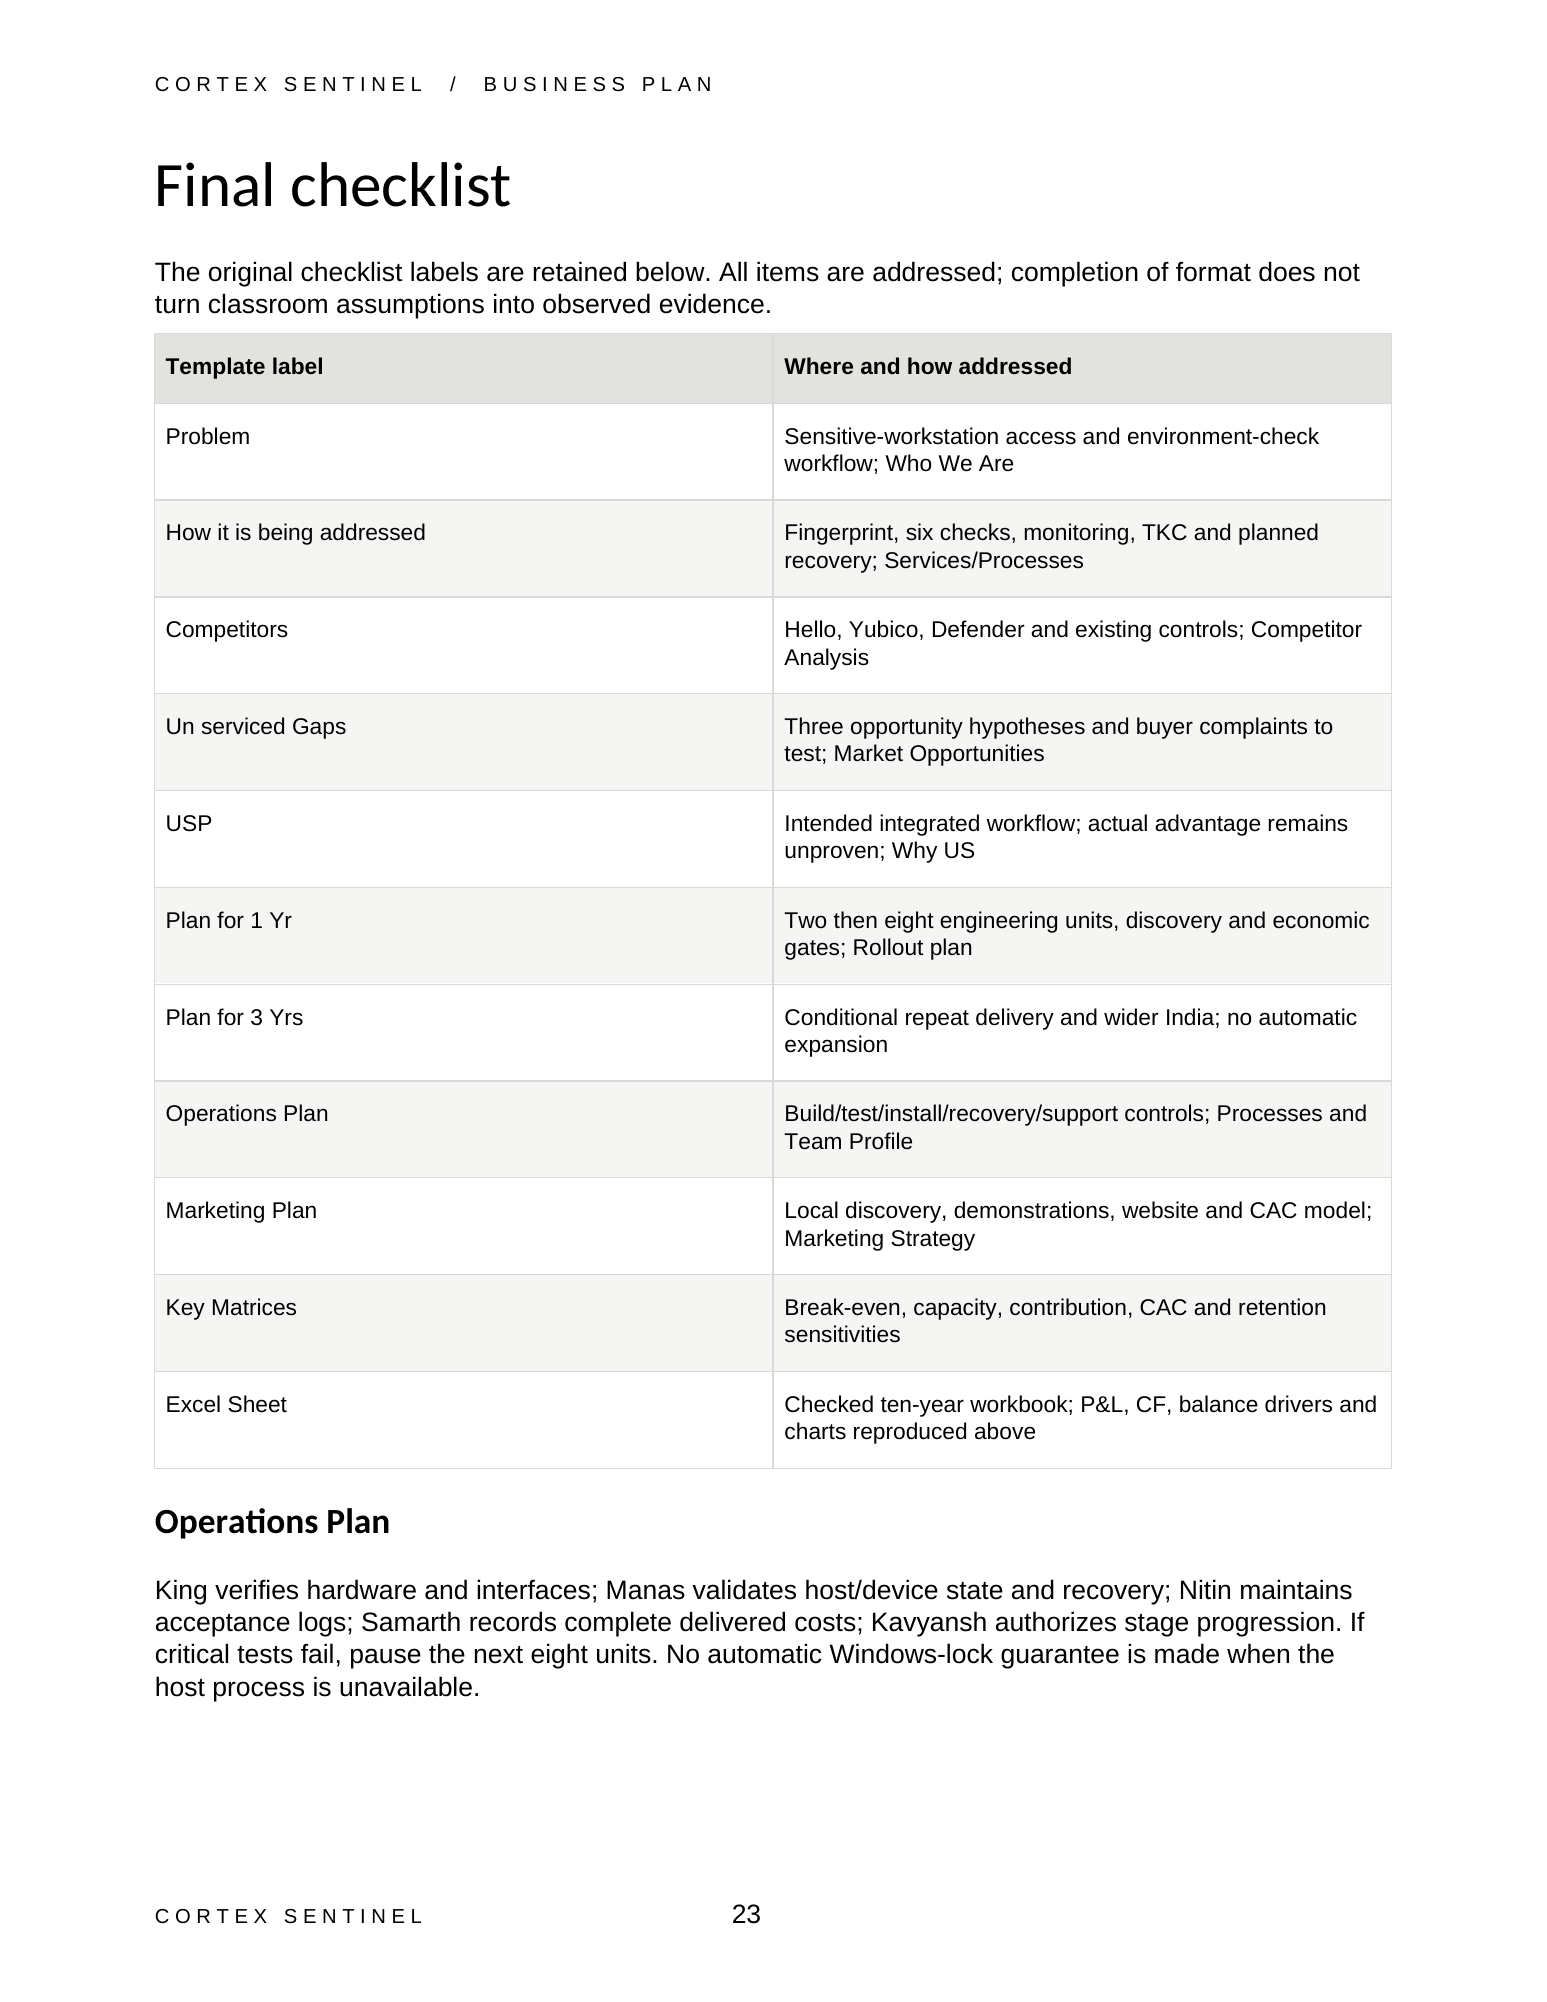 CORTEX SENTINEL / BUSINESS PLAN
Final checklist
The original checklist labels are retained below. All items are addressed; completion of format does not
turn classroom assumptions into observed evidence.
Template label
Where and how addressed
Problem
Sensitive-workstation access and environment-check
workflow; Who We Are
How it is being addressed
Fingerprint, six checks, monitoring, TKC and planned
recovery; Services/Processes
Competitors
Hello, Yubico, Defender and existing controls; Competitor
Analysis
Un serviced Gaps
Three opportunity hypotheses and buyer complaints to
test; Market Opportunities
USP
Intended integrated workflow; actual advantage remains
unproven; Why US
Plan for 1 Yr
Two then eight engineering units, discovery and economic
gates; Rollout plan
Plan for 3 Yrs
Conditional repeat delivery and wider India; no automatic
expansion
Operations Plan
Build/test/install/recovery/support controls; Processes and
Team Profile
Marketing Plan
Local discovery, demonstrations, website and CAC model;
Marketing Strategy
Key Matrices
Break-even, capacity, contribution, CAC and retention
sensitivities
Excel Sheet
Checked ten-year workbook; P&L, CF, balance drivers and
charts reproduced above
Operations Plan
King verifies hardware and interfaces; Manas validates host/device state and recovery; Nitin maintains
acceptance logs; Samarth records complete delivered costs; Kavyansh authorizes stage progression. If
critical tests fail, pause the next eight units. No automatic Windows-lock guarantee is made when the
host process is unavailable.
CORTEX SENTINEL
23